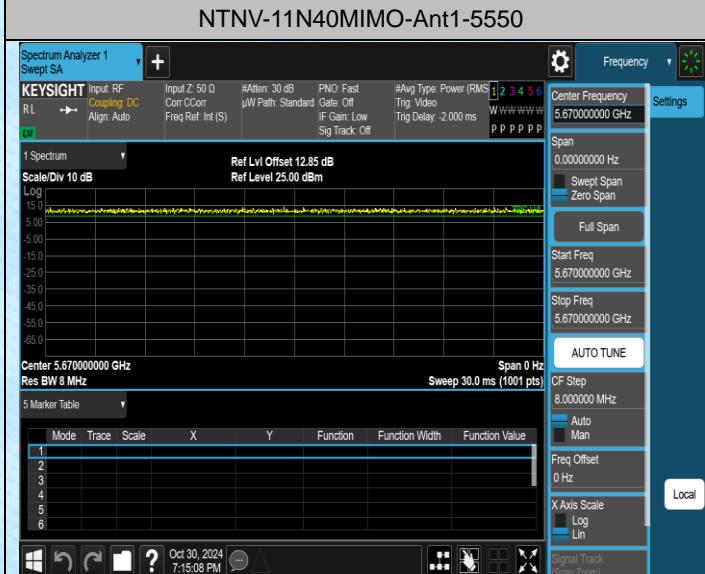 NTNV-11N40MIMO-Ant1-5550
Spectrum Analyzer 1
Swept SA
Frequency
KEYSIGHT
Input: RF
Coupling: DC
Align: Auto
Input Z: 50 Ω
Corr CCorr
Freq Ref: Int (S)
#Atten: 30 dB
µW Path: Standard
PNO: Fast
Gate: Off
IF Gain: Low
Sig Track: Off
#Avg Type: Power (RMS
Trig: Video
Trig Delay: -2.000 ms
1 2 3 4 5 6
W W W W W W
P P P P P P
RL
1 Spectrum
Scale/Div 10 dB
Ref Lvl Offset 12.85 dB
Ref Level 25.00 dBm
Log
15.0
5.00
-5.00
-15.0
-25.0
-35.0
-45.0
-55.0
-65.0
Center 5.670000000 GHz
Span 0 Hz
Res BW 8 MHz
Sweep 30.0 ms (1001 pts)
5 Marker Table
Mode Trace Scale X Y Function Function Width Function Value
1
2
3
4
5
6
Center Frequency
5.670000000 GHz
Settings
Span
0.00000000 Hz
Swept Span
Zero Span
Full Span
Start Freq
5.670000000 GHz
Stop Freq
5.670000000 GHz
AUTO TUNE
CF Step
8.000000 MHz
Auto
Man
Freq Offset
0 Hz
X Axis Scale
Log
Lin
Signal Track
(Span Zoom)
Local
?
Oct 30, 2024
7:15:08 PM